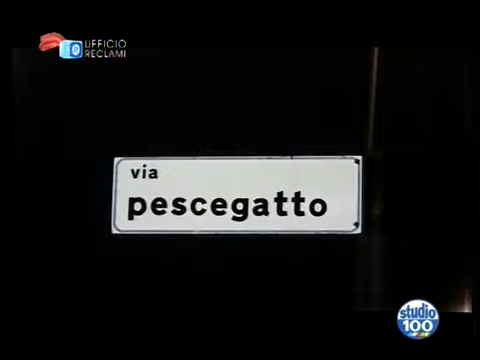 UFFICIO
RECLAMI
via
pescegatto
studio
100